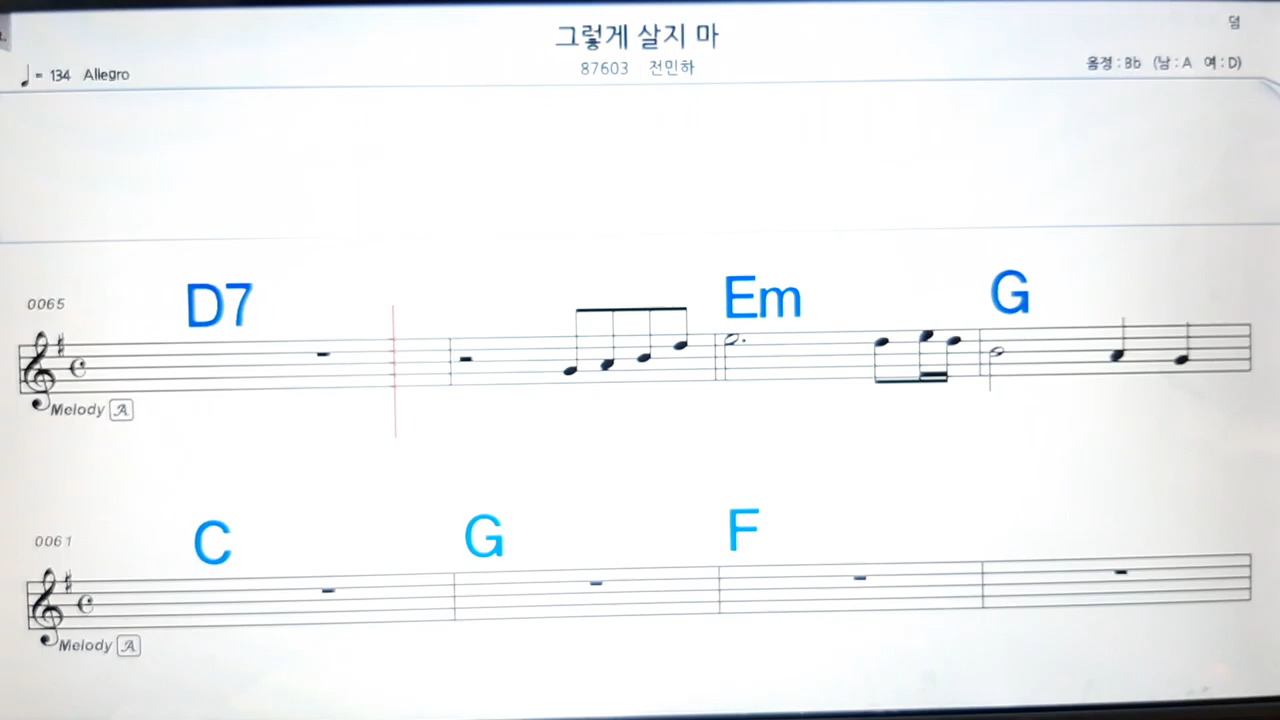 그렇게 살지 마
덤
♩= 134 Allegro
87603 전민하
음정 : Bb (남 : A 여 : D)
D7 Em G
0065
Melody A
C G F
0061
Melody A